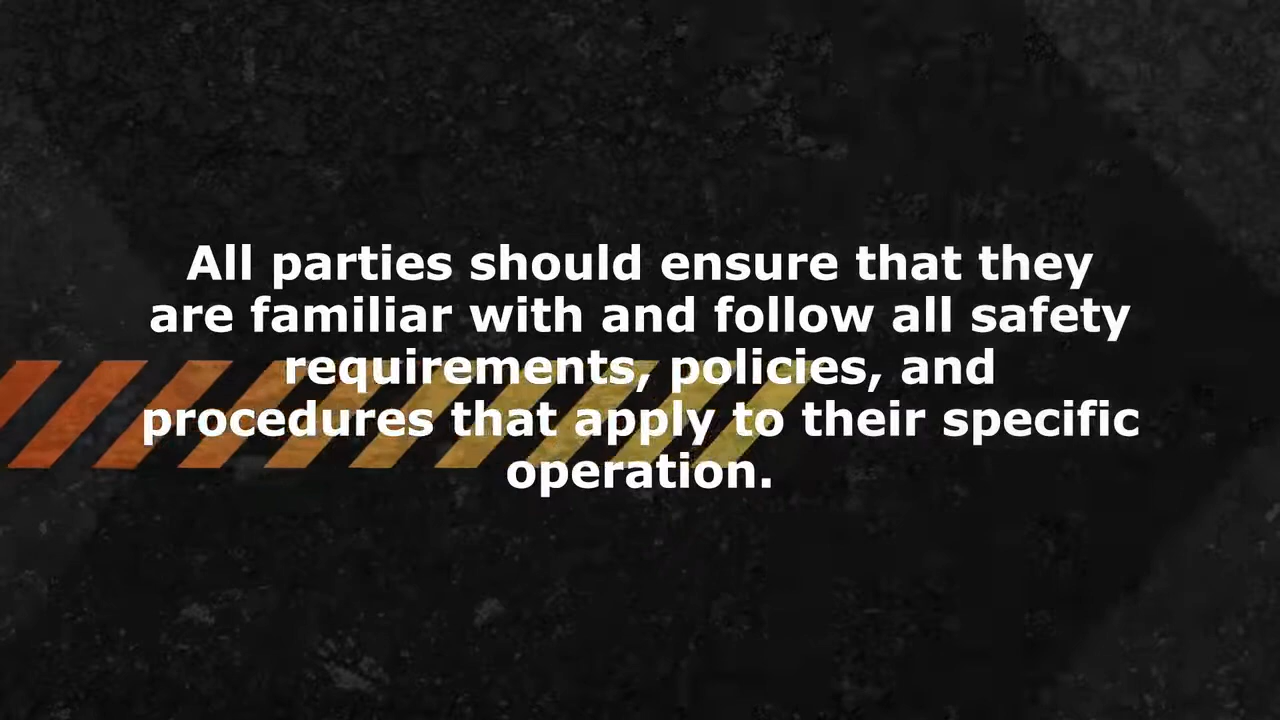 All parties should ensure that they
are familiar with and follow all safety
requirements, policies, and
procedures that apply to their specific
operation.